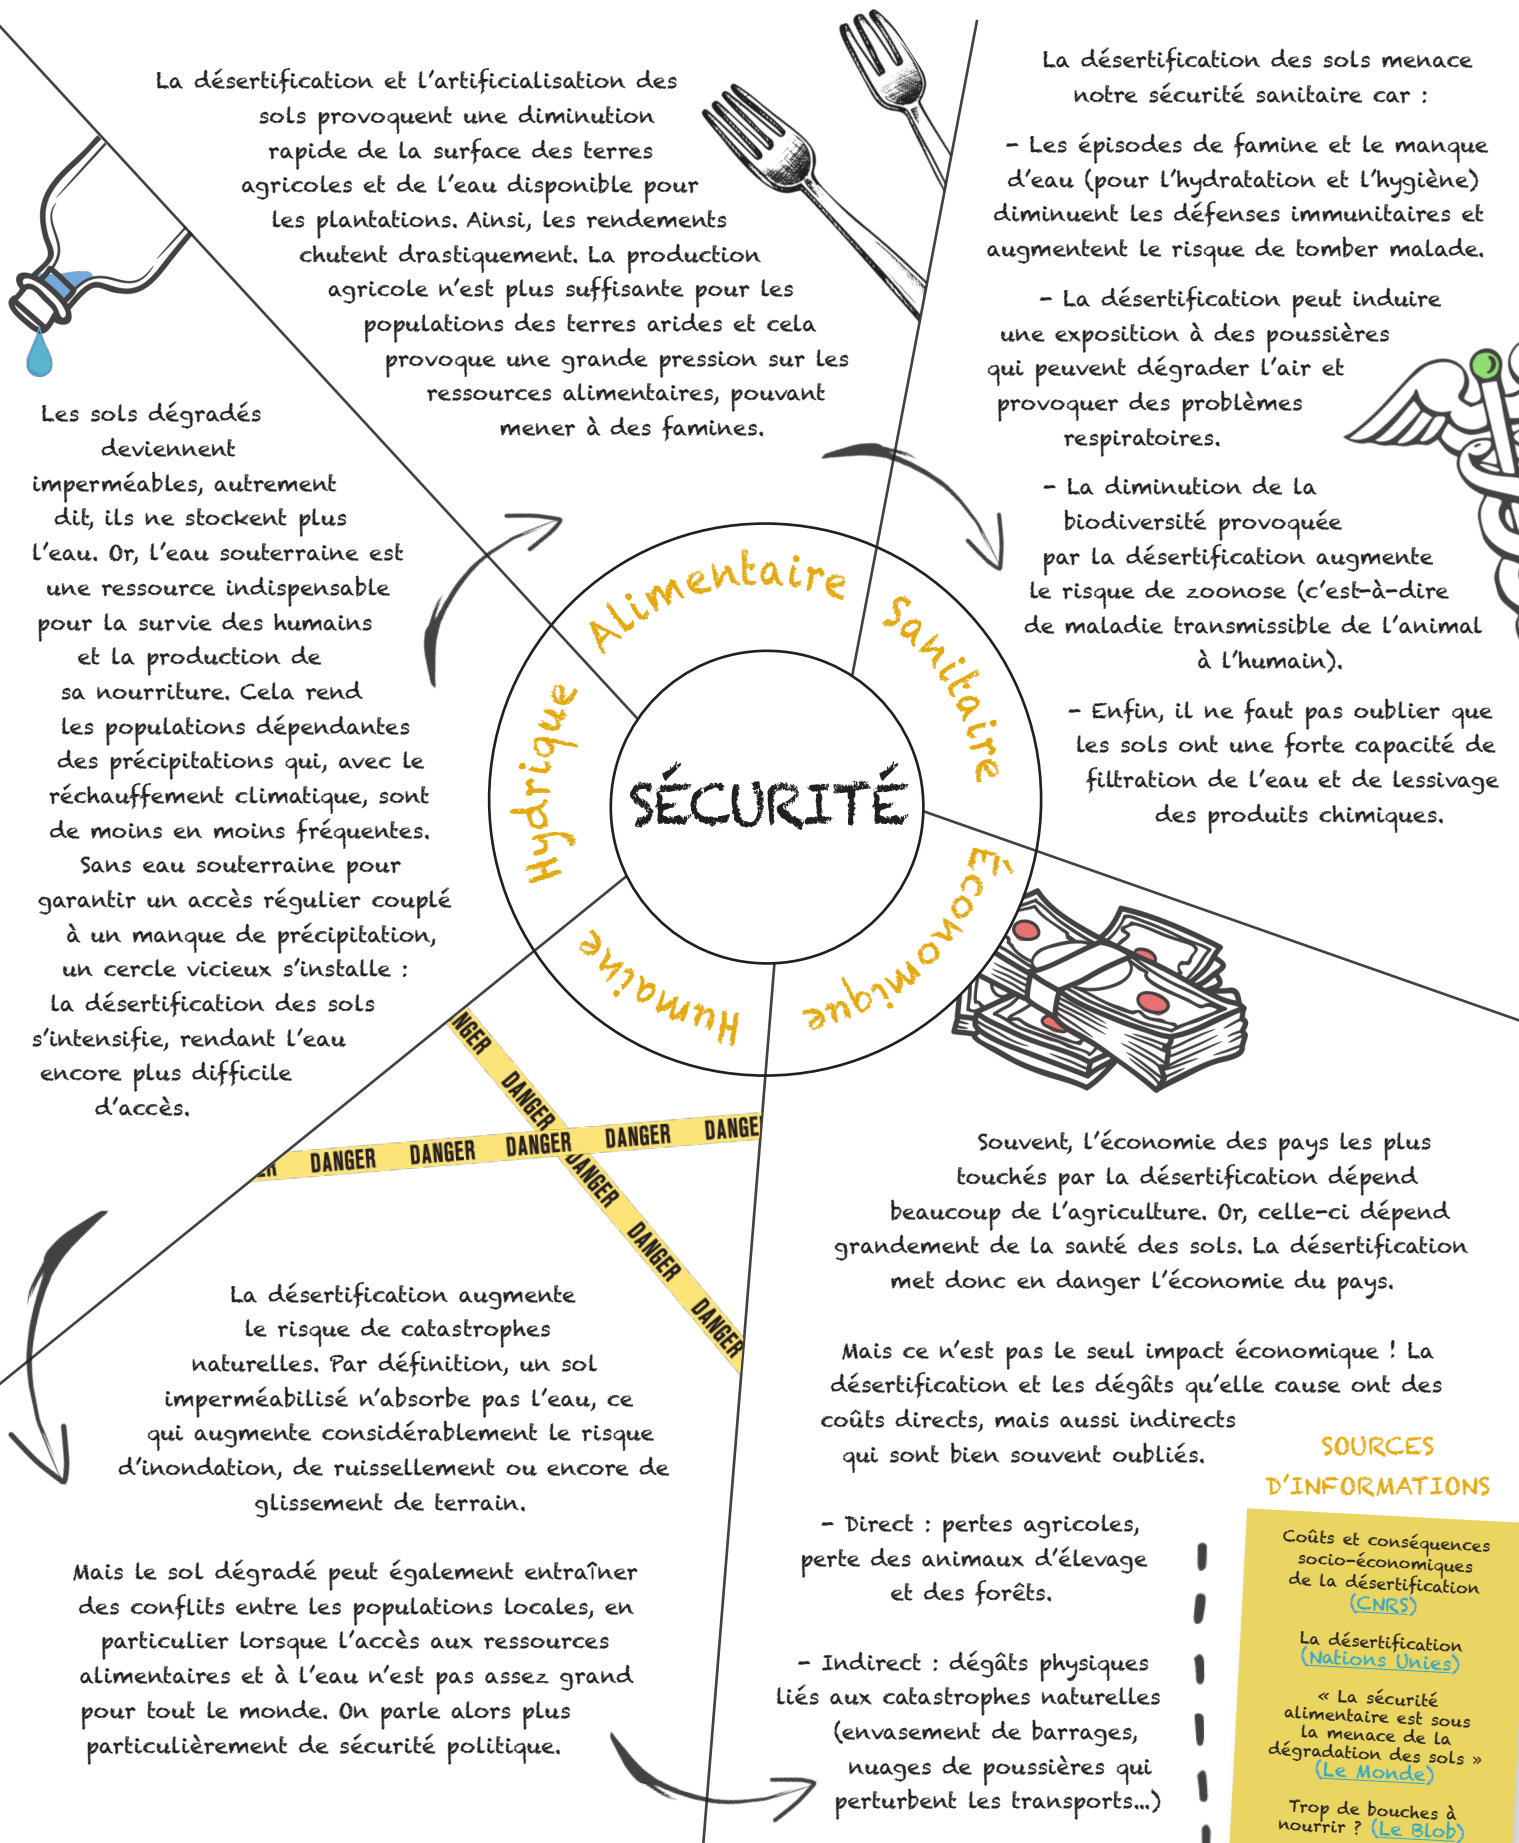 La désertification et l'artificialisation des
sols provoquent une diminution
rapide de la surface des terres
agricoles et de l'eau disponible pour
les plantations. Ainsi, les rendements
chutent drastiquement. La production
agricole n'est plus suffisante pour les
populations des terres arides et cela
provoque une grande pression sur les
ressources alimentaires, pouvant
mener à des famines.
La désertification des sols menace
notre sécurité sanitaire car :
- Les épisodes de famine et le manque
d'eau (pour l'hydratation et l'hygiène)
diminuent les défenses immunitaires et
augmentent le risque de tomber malade.
- La désertification peut induire
une exposition à des poussières
qui peuvent dégrader l'air et
provoquer des problèmes
respiratoires.
- La diminution de la
biodiversité provoquée
par la désertification augmente
le risque de zoonose (c'est-à-dire
de maladie transmissible de l'animal
à l'humain).
- Enfin, il ne faut pas oublier que
les sols ont une forte capacité de
filtration de l'eau et de lessivage
des produits chimiques.
Les sols dégradés
deviennent
imperméables, autrement
dit, ils ne stockent plus
l'eau. Or, l'eau souterraine est
une ressource indispensable
pour la survie des humains
et la production de
sa nourriture. Cela rend
les populations dépendantes
des précipitations qui, avec le
réchauffement climatique, sont
de moins en moins fréquentes.
Sans eau souterraine pour
garantir un accès régulier couplé
à un manque de précipitation,
un cercle vicieux s'installe :
la désertification des sols
s'intensifie, rendant l'eau
encore plus difficile
d'accès.
Alimentaire
Sanitaire
Hydrique
SÉCURITÉ
Économique
Humaine
NGER DANGER DANGER DANGER DANGER
ER DANGER DANGER DANGER DANGER DANGE
La désertification augmente
le risque de catastrophes
naturelles. Par définition, un sol
imperméabilisé n'absorbe pas l'eau, ce
qui augmente considérablement le risque
d'inondation, de ruissellement ou encore de
glissement de terrain.
Mais le sol dégradé peut également entraîner
des conflits entre les populations locales, en
particulier lorsque l'accès aux ressources
alimentaires et à l'eau n'est pas assez grand
pour tout le monde. On parle alors plus
particulièrement de sécurité politique.
Souvent, l'économie des pays les plus
touchés par la désertification dépend
beaucoup de l'agriculture. Or, celle-ci dépend
grandement de la santé des sols. La désertification
met donc en danger l'économie du pays.
Mais ce n'est pas le seul impact économique ! La
désertification et les dégâts qu'elle cause ont des
coûts directs, mais aussi indirects
qui sont bien souvent oubliés.
- Direct : pertes agricoles,
perte des animaux d'élevage
et des forêts.
- Indirect : dégâts physiques
liés aux catastrophes naturelles
(envasement de barrages,
nuages de poussières qui
perturbent les transports...)
SOURCES
D'INFORMATIONS
Coûts et conséquences
socio-économiques
de la désertification
(CNRS)
La désertification
(Nations Unies)
« La sécurité
alimentaire est sous
la menace de la
dégradation des sols »
(Le Monde)
Trop de bouches à
nourrir ? (Le Blob)